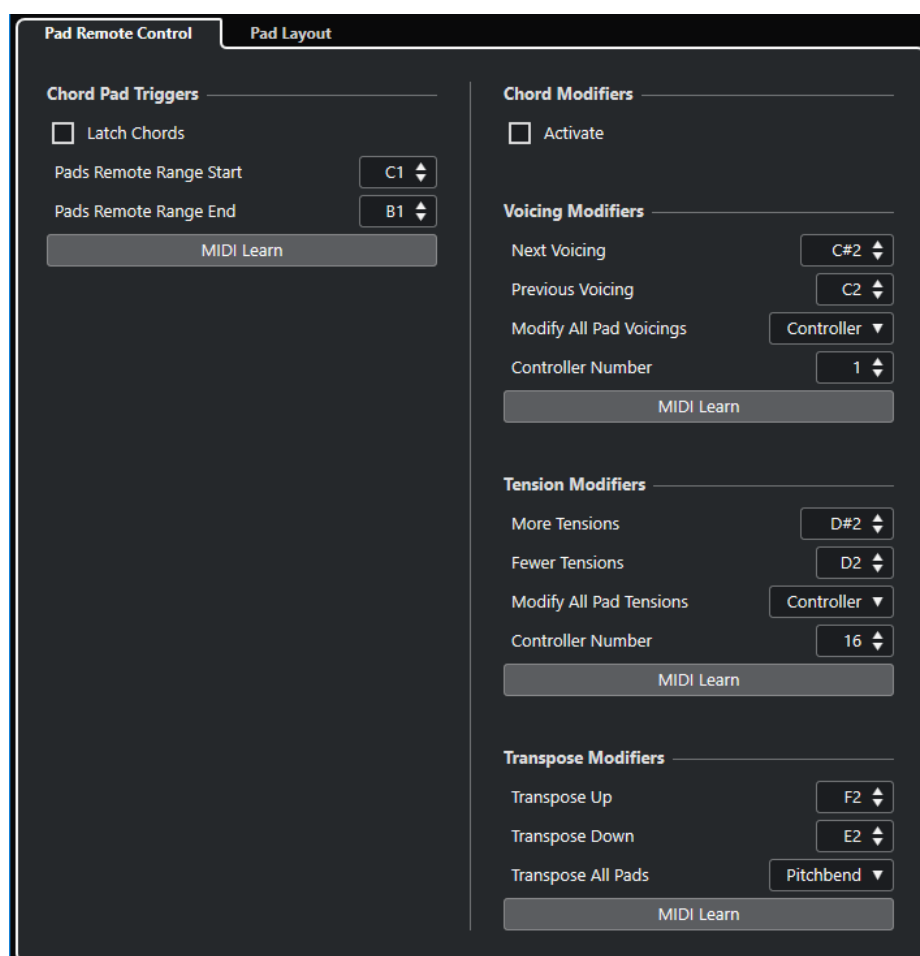 Pad Remote Control
Pad Layout
Chord Pad Triggers
Latch Chords
Pads Remote Range Start C1
Pads Remote Range End B1
MIDI Learn
Chord Modifiers
Activate
Voicing Modifiers
Next Voicing C#2
Previous Voicing C2
Modify All Pad Voicings Controller
Controller Number 1
MIDI Learn
Tension Modifiers
More Tensions D#2
Fewer Tensions D2
Modify All Pad Tensions Controller
Controller Number 16
MIDI Learn
Transpose Modifiers
Transpose Up F2
Transpose Down E2
Transpose All Pads Pitchbend
MIDI Learn